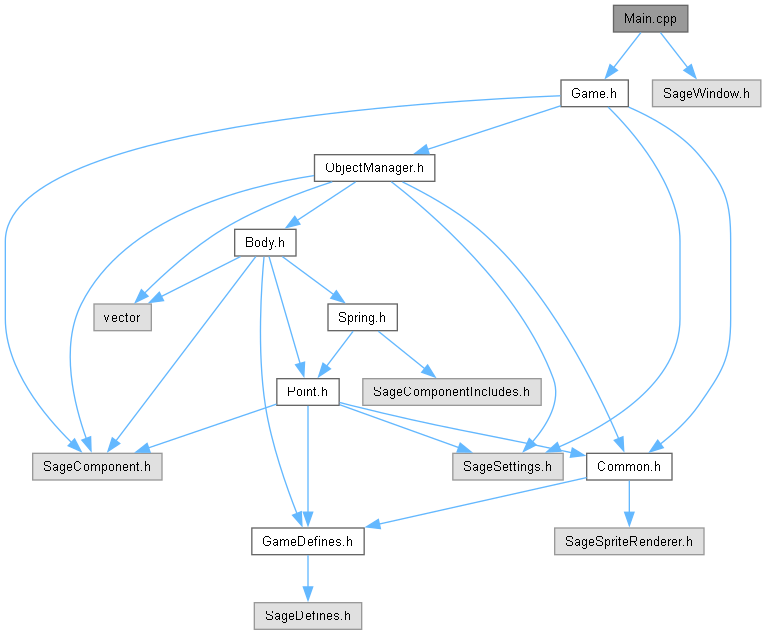 Main.cpp
Game.h
SageWindow.h
ObjectManager.h
Body.h
vector
Spring.h
Point.h
SageComponentIncludes.h
SageComponent.h
SageSettings.h
Common.h
GameDefines.h
SageSpriteRenderer.h
SageDefines.h